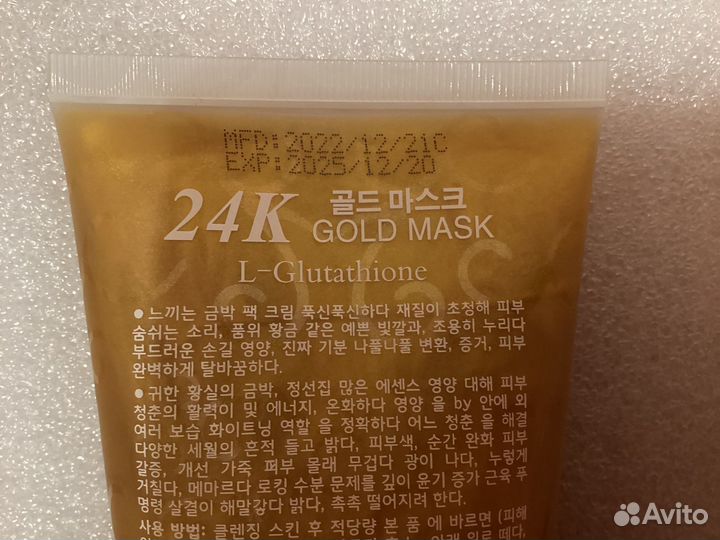 MFD:2022/12/21C
EXP:2025/12/20
24K 골드 마스크
GOLD MASK
L-Glutathione
● 느끼는 금박 팩 크림 푹신푹신하다 재질이 초청해 피부
숨쉬는 소리, 품위 황금 같은 예쁜 빛깔과, 조용히 누리다
부드러운 손길 영양, 진짜 기분 나풀나풀 변환, 증거, 피부
완벽하게 탈바꿈하다.
● 귀한 황실의 금박, 정선집 많은 에센스 영양 대해 피부
청춘의 활력이 및 에너지, 온화하다 영양 을 by 안에 외
여러 보습 화이트닝 역할 을 정확다 어느 청춘 을 해결
다양한 세월의 흔적 들고 밝다, 피부색, 순간 완화 피부
갈증, 개선 가죽 펴부 몰래 무겁다 광이 나다, 누렇게
거칠다, 메마르다 로킹 수분 문제를 깊이 윤기 증가 근육 푸
명령 살결이 해말갛다 밝다, 촉촉 떨어지려 한다.
사용 방법: 클렌징 스킨 후 적당량 본 품 에 바르면 (피해
Avito